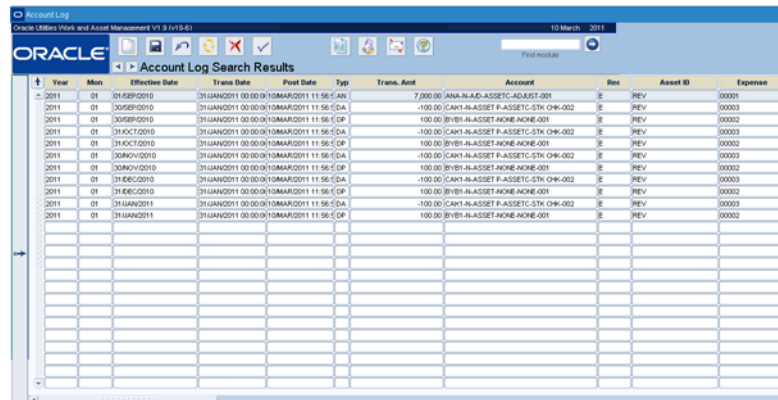 Account Log
Oracle Utilities Work and Asset Management V1.9 (v19-6) 10 March 2011
ORACLE
Find module
Account Log Search Results
Year Mon Effective Date Trans Date Post Date Typ Trans. Amt Account Rec Asset ID Expense
2011 01 01/SEP/2010 31/JAN/2011 00:00:0 10/MAR/2011 11:56:5 AN 7,000.00 ANA-N-A/D-ASSETC-ADJUST-001 E REV 00001
2011 01 30/SEP/2010 31/JAN/2011 00:00:0 10/MAR/2011 11:56:5 DA -100.00 CAK1-N-ASSET P-ASSETC-STK CHK-002 E REV 00003
2011 01 30/SEP/2010 31/JAN/2011 00:00:0 10/MAR/2011 11:56:5 DP 100.00 BYB1-N-ASSET-NONE-NONE-001 E REV 00002
2011 01 31/OCT/2010 31/JAN/2011 00:00:0 10/MAR/2011 11:56:5 DA -100.00 CAK1-N-ASSET P-ASSETC-STK CHK-002 E REV 00003
2011 01 31/OCT/2010 31/JAN/2011 00:00:0 10/MAR/2011 11:56:5 DP 100.00 BYB1-N-ASSET-NONE-NONE-001 E REV 00002
2011 01 30/NOV/2010 31/JAN/2011 00:00:0 10/MAR/2011 11:56:5 DA -100.00 CAK1-N-ASSET P-ASSETC-STK CHK-002 E REV 00003
2011 01 30/NOV/2010 31/JAN/2011 00:00:0 10/MAR/2011 11:56:5 DP 100.00 BYB1-N-ASSET-NONE-NONE-001 E REV 00002
2011 01 31/DEC/2010 31/JAN/2011 00:00:0 10/MAR/2011 11:56:5 DA -100.00 CAK1-N-ASSET P-ASSETC-STK CHK-002 E REV 00003
2011 01 31/DEC/2010 31/JAN/2011 00:00:0 10/MAR/2011 11:56:5 DP 100.00 BYB1-N-ASSET-NONE-NONE-001 E REV 00002
2011 01 31/JAN/2011 31/JAN/2011 00:00:0 10/MAR/2011 11:56:5 DA -100.00 CAK1-N-ASSET P-ASSETC-STK CHK-002 E REV 00003
2011 01 31/JAN/2011 31/JAN/2011 00:00:0 10/MAR/2011 11:56:5 DP 100.00 BYB1-N-ASSET-NONE-NONE-001 E REV 00002